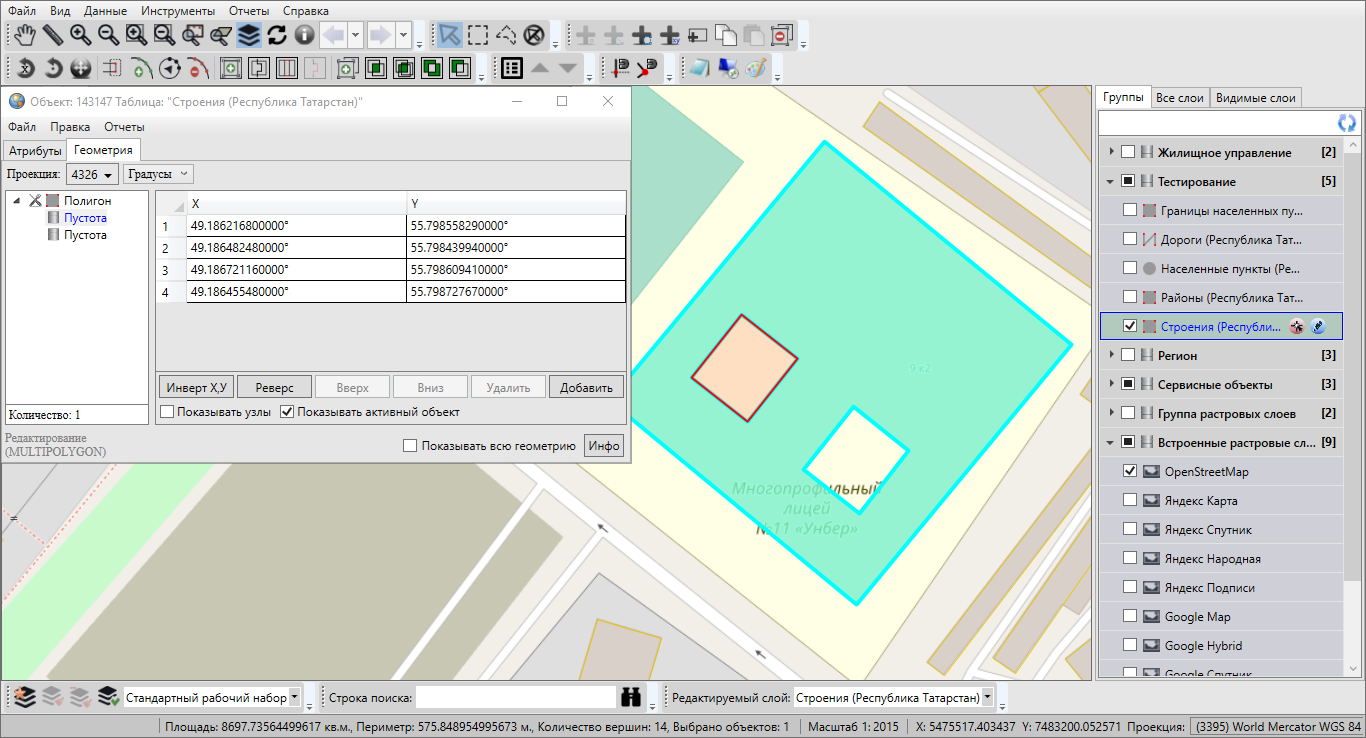 Файл Вид Данные Инструменты Отчеты Справка
Объект: 143147 Таблица: "Строения (Республика Татарстан)"
Файл Правка Отчеты
Атрибуты Геометрия
Проекция: 4326 Градусы
Полигон
Пустота
Пустота
Количество: 1
X Y
1 49.186216800000° 55.798558290000°
2 49.186482480000° 55.798439940000°
3 49.186721160000° 55.798609410000°
4 49.186455480000° 55.798727670000°
Инверт X,У Реверс Вверх Вниз Удалить Добавить
Показывать узлы Показывать активный объект
Редактирование
(MULTIPOLYGON)
Показывать всю геометрию Инфо
9 к2
Многопрофильный
лицей
№11 «Унбер»
Группы Все слои Видимые слои
Жилищное управление [2]
Тестирование [5]
Границы населенных пу...
Дороги (Республика Тат...
Населенные пункты (Ре...
Районы (Республика Тат...
Строения (Республи...
Регион [3]
Сервисные объекты [3]
Группа растровых слоев [2]
Встроенные растровые сл... [9]
OpenStreetMap
Яндекс Карта
Яндекс Спутник
Яндекс Народная
Яндекс Подписи
Google Map
Google Hybrid
Google Спутник
Стандартный рабочий набор Строка поиска: Редактируемый слой: Строения (Республика Татарстан)
Площадь: 8697.73564499617 кв.м., Периметр: 575.848954995673 м., Количество вершин: 14, Выбрано объектов: 1 Масштаб 1: 2015 X: 5475517.403437 Y: 7483200.052571 Проекция: (3395) World Mercator WGS 84